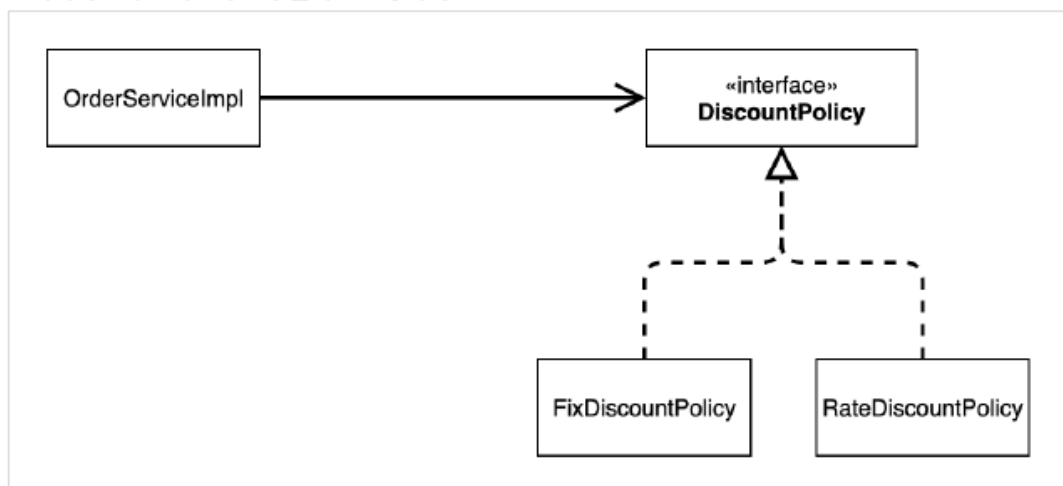 OrderServiceImpl
«interface»
DiscountPolicy
FixDiscountPolicy
RateDiscountPolicy